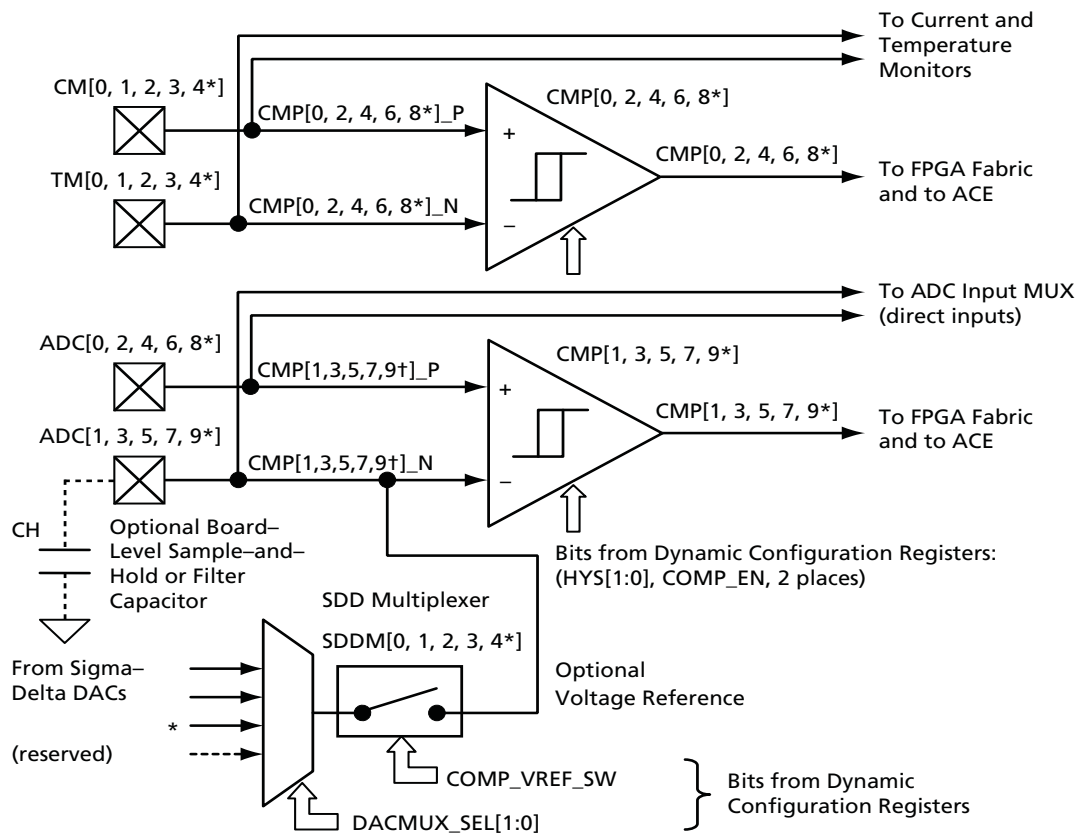 To Current and
Temperature
Monitors
CM[0, 1, 2, 3, 4*]
CMP[0, 2, 4, 6, 8*]_P
CMP[0, 2, 4, 6, 8*]
+
CMP[0, 2, 4, 6, 8*]
To FPGA Fabric
and to ACE
TM[0, 1, 2, 3, 4*]
CMP[0, 2, 4, 6, 8*]_N
–
To ADC Input MUX
(direct inputs)
ADC[0, 2, 4, 6, 8*]
CMP[1,3,5,7,9†]_P
CMP[1, 3, 5, 7, 9*]
+
CMP[1, 3, 5, 7, 9*]
To FPGA Fabric
and to ACE
ADC[1, 3, 5, 7, 9*]
CMP[1,3,5,7,9†]_N
–
CH
Optional Board–
Level Sample–and–
Hold or Filter
Capacitor
Bits from Dynamic Configuration Registers:
(HYS[1:0], COMP_EN, 2 places)
SDD Multiplexer
SDDM[0, 1, 2, 3, 4*]
From Sigma–
Delta DACs
*
(reserved)
Optional
Voltage Reference
COMP_VREF_SW
DACMUX_SEL[1:0]
Bits from Dynamic
Configuration Registers